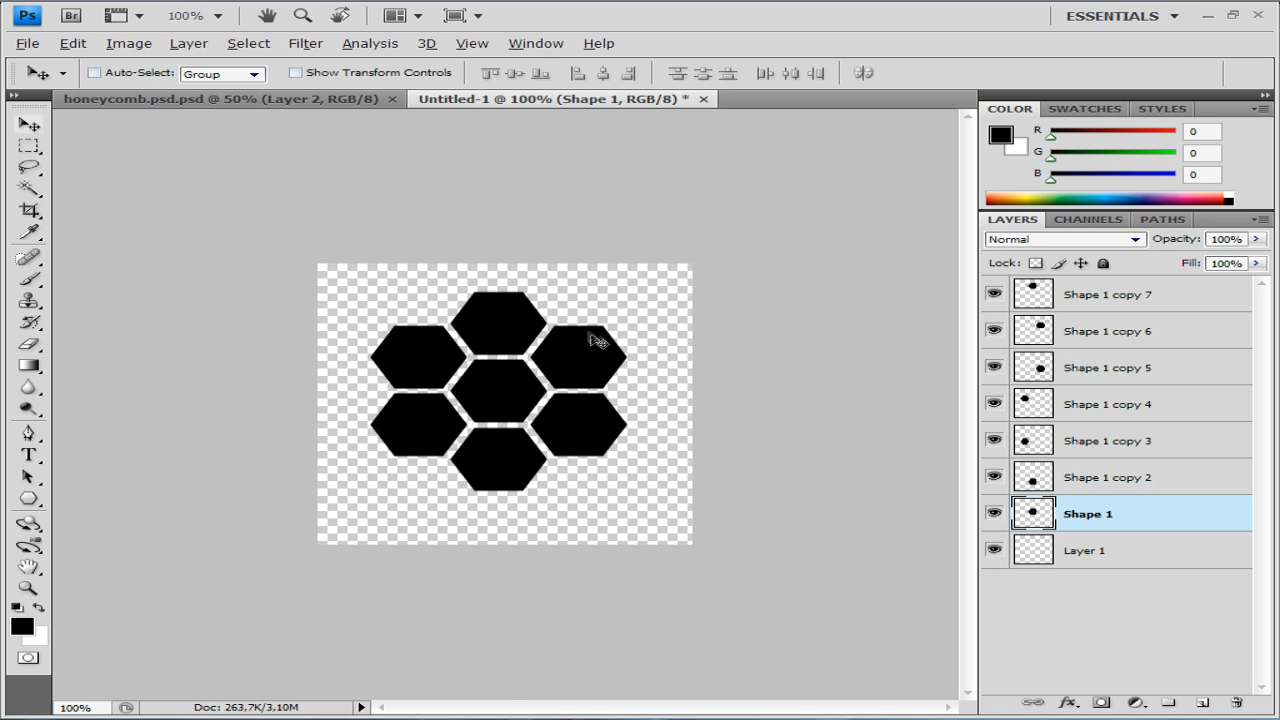 Ps Br 100% ESSENTIALS
File Edit Image Layer Select Filter Analysis 3D View Window Help
Auto-Select: Group Show Transform Controls
honeycomb.psd.psd @ 50% (Layer 2, RGB/8) Untitled-1 @ 100% (Shape 1, RGB/8) *
COLOR SWATCHES STYLES
R 0
G 0
B 0
LAYERS CHANNELS PATHS
Normal Opacity: 100%
Lock: Fill: 100%
Shape 1 copy 7
Shape 1 copy 6
Shape 1 copy 5
Shape 1 copy 4
Shape 1 copy 3
Shape 1 copy 2
Shape 1
Layer 1
T
100% Doc: 263,7K/3,10M
fx